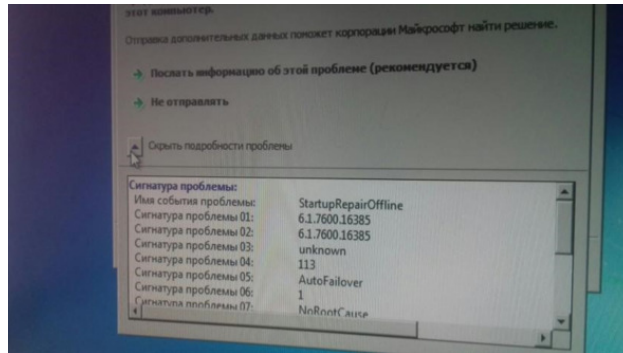 этот компьютер.
Отправка дополнительных данных поможет корпорации Майкрософт найти решение.
Послать информацию об этой проблеме (рекомендуется)
Не отправлять
Скрыть подробности проблемы
Сигнатура проблемы:
Имя события проблемы: StartupRepairOffline
Сигнатура проблемы 01: 6.1.7600.16385
Сигнатура проблемы 02: 6.1.7600.16385
Сигнатура проблемы 03: unknown
Сигнатура проблемы 04: 113
Сигнатура проблемы 05: AutoFailover
Сигнатура проблемы 06: 1
Сигнатура проблемы 07: NoRootCause